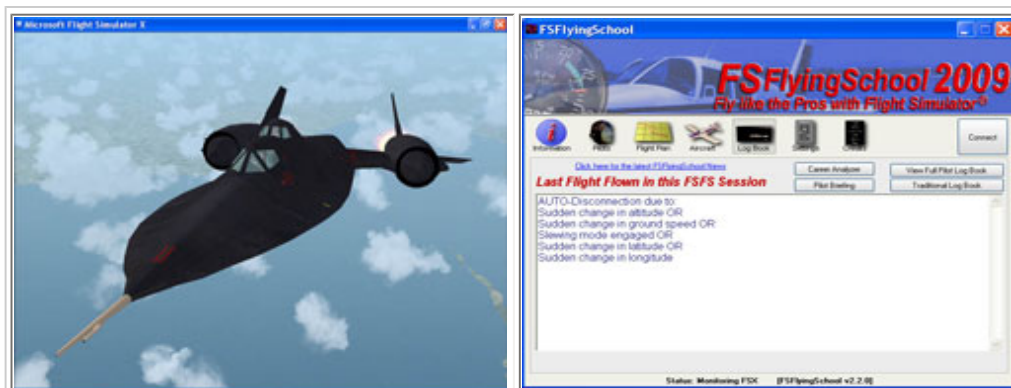 Microsoft Flight Simulator X
FSFlyingSchool
FSFlyingSchool 2009
Fly like the Pros with Flight Simulator®
Information
Pilots
Flight Plan
Aircraft
Log Book
Settings
Connect
Click here for the latest FSFlyingSchool News
Career Analyzer
View Full Pilot Log Book
Last Flight Flown in this FSFS Session
Pilot Briefing
Traditional Log Book
AUTO-Disconnection due to:
Sudden change in altitude OR
Sudden change in ground speed OR
Slewing mode engaged OR
Sudden change in latitude OR
Sudden change in longitude
Status: Monitoring FSX
[FSFlyingSchool v2.2.0]